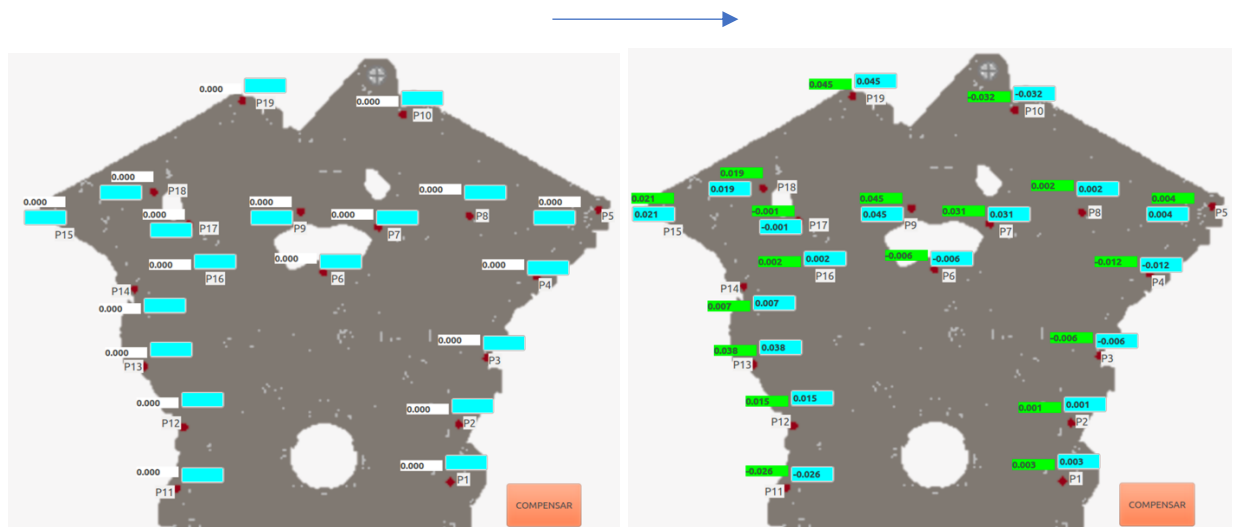 0.000
P19
0.000
P10
0.000
P18
0.000
0.000
P15
0.000
P17
0.000
P9
0.000
P7
0.000
P8
0.000
P5
0.000
P16
0.000
P6
0.000
P4
P14
0.000
0.000
P13
0.000
P3
0.000
P12
0.000
P2
0.000
P11
0.000
P1
COMPENSAR
0.045
0.045
P19
-0.032
-0.032
P10
0.019
0.019
P18
0.021
0.021
P15
-0.001
-0.001
P17
0.045
0.045
P9
0.031
0.031
P7
0.002
0.002
P8
0.004
0.004
P5
0.002
0.002
P16
-0.006
-0.006
P6
-0.012
-0.012
P4
P14
0.007
0.007
0.038
0.038
P13
-0.006
-0.006
P3
0.015
0.015
P12
0.001
0.001
P2
-0.026
-0.026
P11
0.003
0.003
P1
COMPENSAR